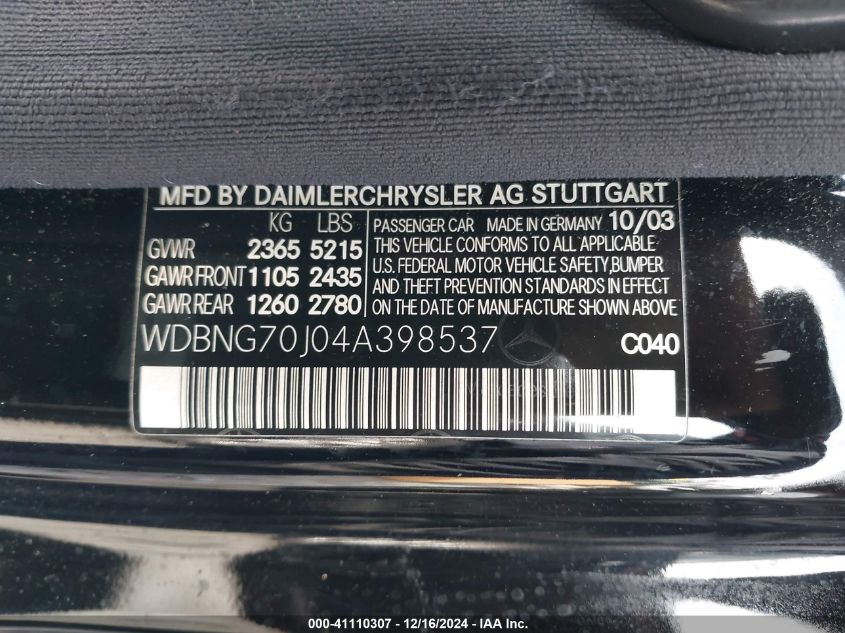 MFD BY DAIMLERCHRYSLER AG STUTTGART
KG LBS
GVWR 2365 5215
GAWR FRONT 1105 2435
GAWR REAR 1260 2780
PASSENGER CAR MADE IN GERMANY 10/03
THIS VEHICLE CONFORMS TO ALL APPLICABLE
U.S. FEDERAL MOTOR VEHICLE SAFETY,BUMPER
AND THEFT PREVENTION STANDARDS IN EFFECT
ON THE DATE OF MANUFACTURE SHOWN ABOVE
WDBNG70J04A398537
C040
000-41110307 - 12/16/2024 - IAA Inc.